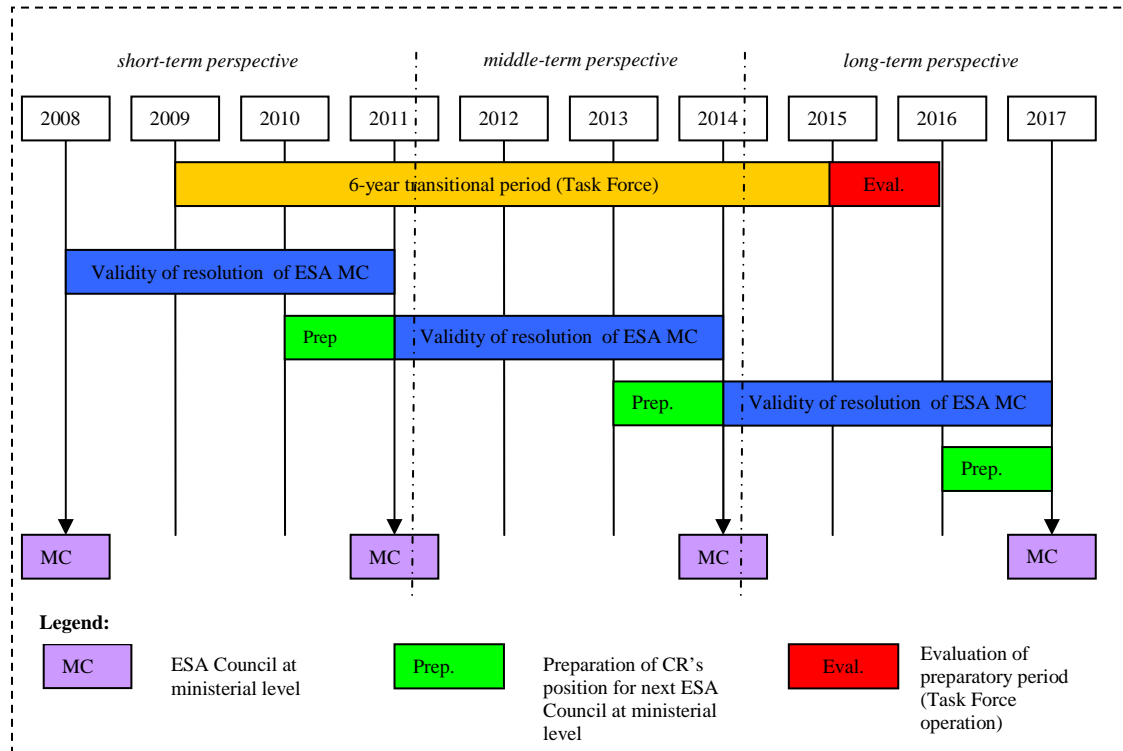 short-term perspective
middle-term perspective
long-term perspective
2008
2009
2010
2011
2012
2013
2014
2015
2016
2017
6-year transitional period (Task Force)
Eval.
Validity of resolution of ESA MC
Prep
Validity of resolution of ESA MC
Prep.
Validity of resolution of ESA MC
Prep.
MC
MC
MC
MC
Legend:
MC
ESA Council at
ministerial level
Prep.
Preparation of CR's
position for next ESA
Council at ministerial
level
Eval.
Evaluation of
preparatory period
(Task Force
operation)